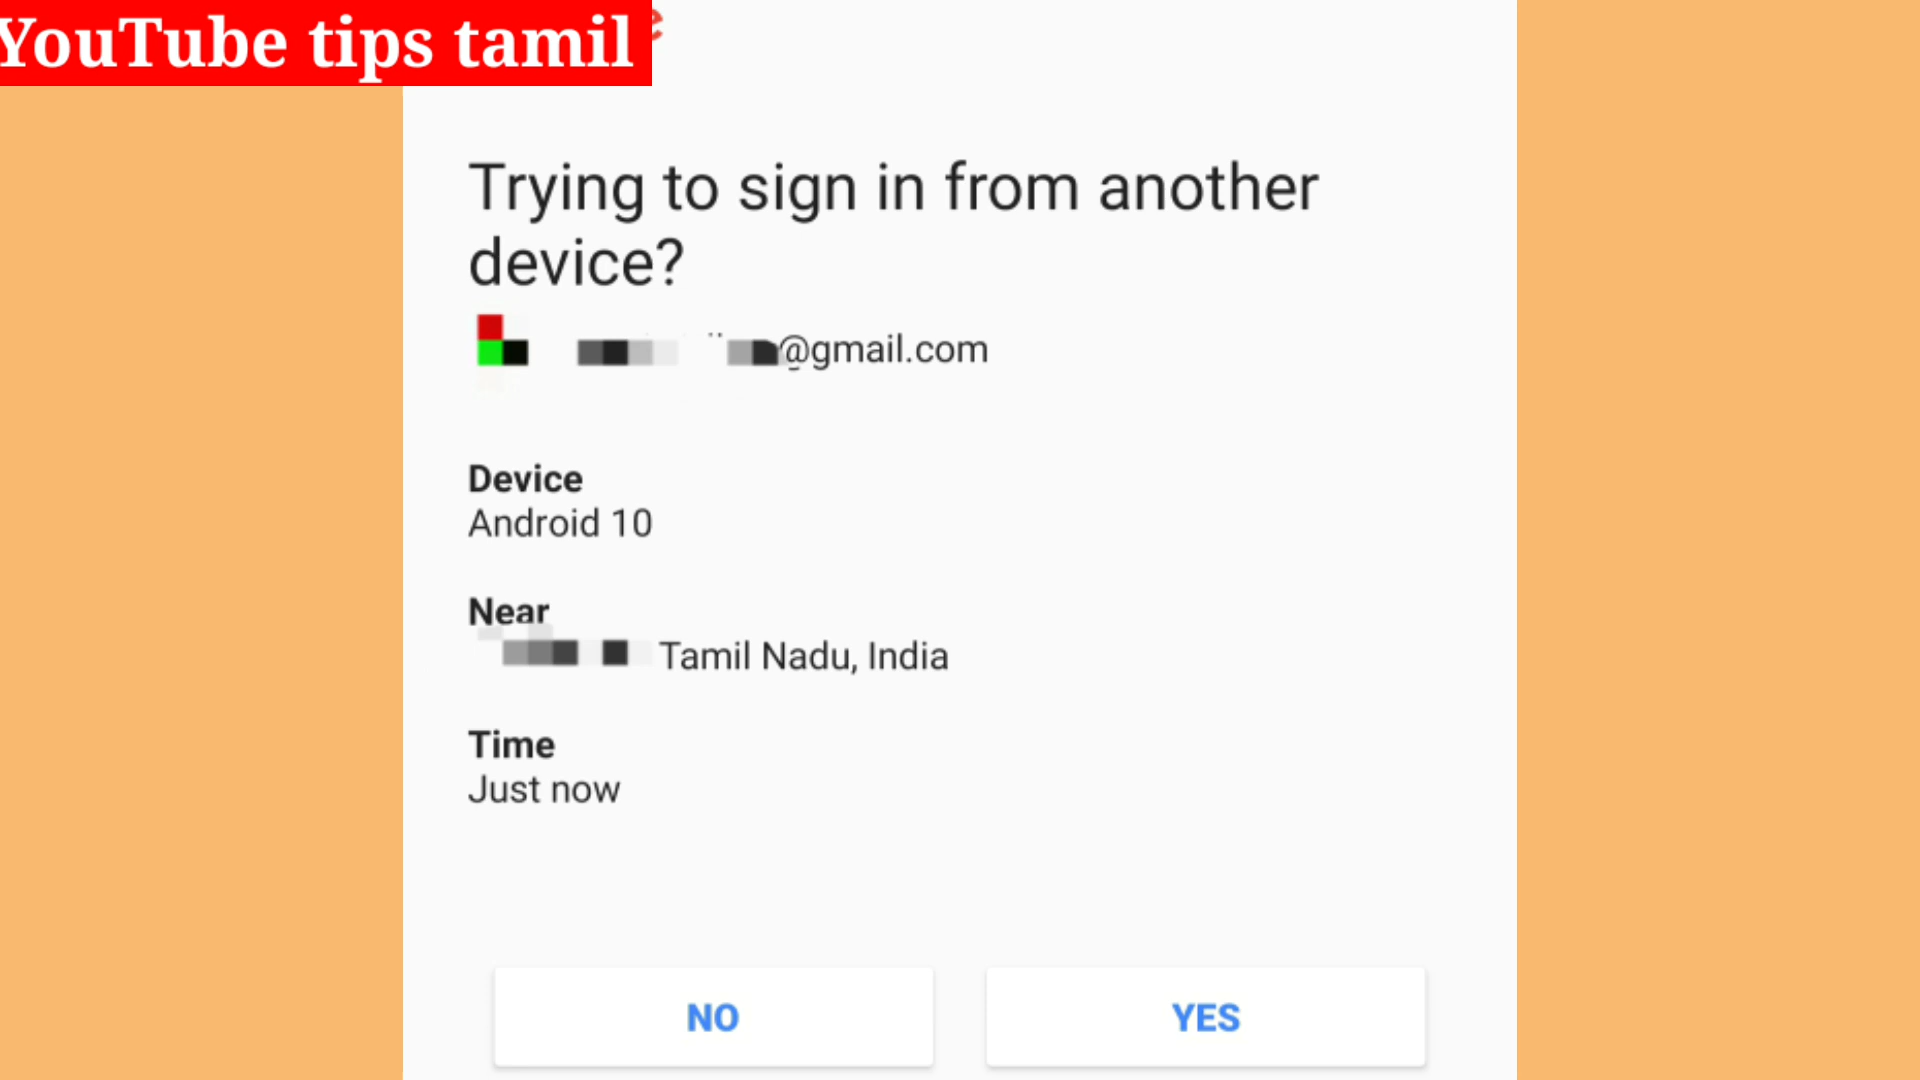 YouTube tips tamil
Trying to sign in from another
device?
@gmail.com
Device
Android 10
Near
Tamil Nadu, India
Time
Just now
NO
YES